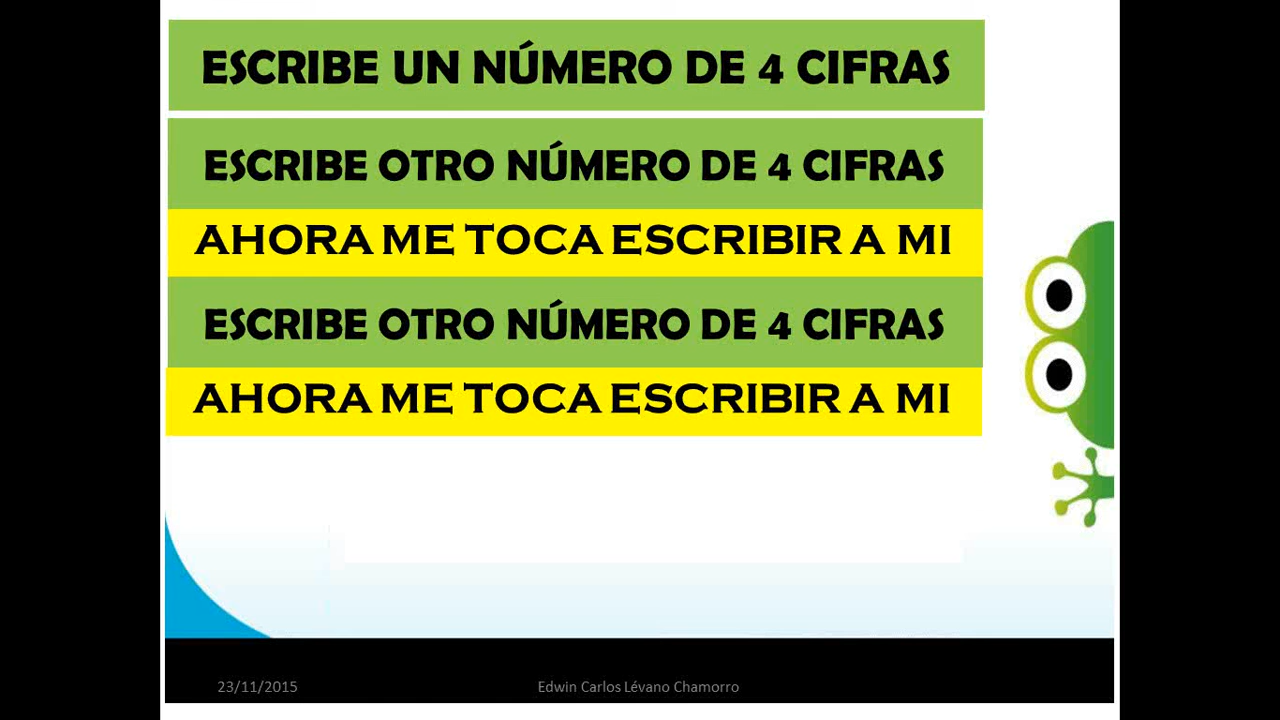 ESCRIBE UN NÚMERO DE 4 CIFRAS
ESCRIBE OTRO NÚMERO DE 4 CIFRAS
AHORA ME TOCA ESCRIBIR A MI
ESCRIBE OTRO NÚMERO DE 4 CIFRAS
AHORA ME TOCA ESCRIBIR A MI
23/11/2015
Edwin Carlos Lévano Chamorro